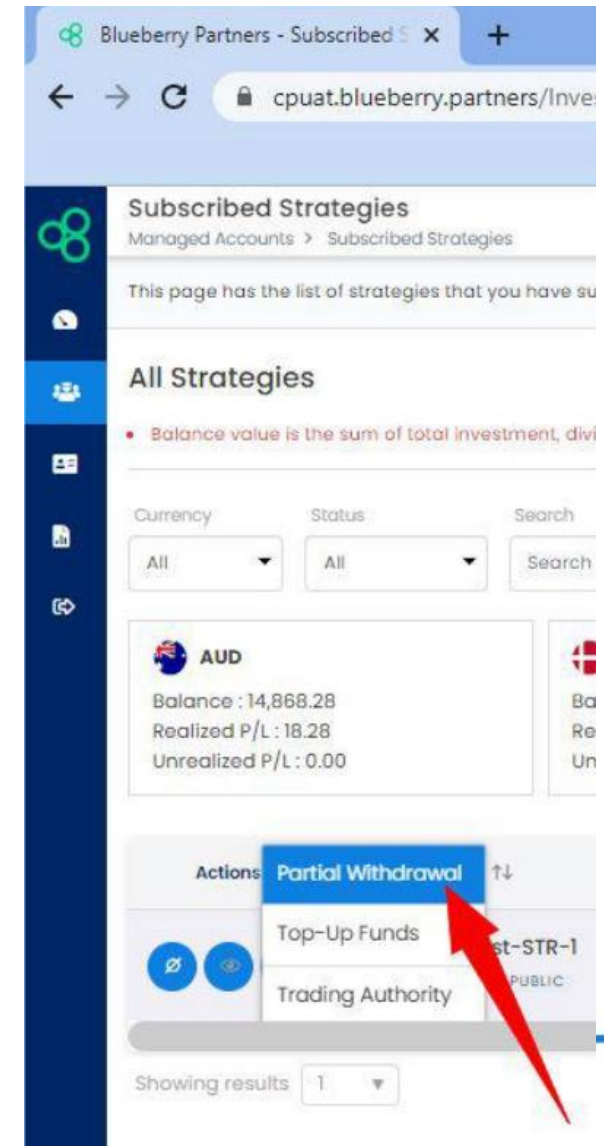 Blueberry Partners - Subscribed S
cpuat.blueberry.partners/Inve
Subscribed Strategies
Managed Accounts > Subscribed Strategies
This page has the list of strategies that you have su
All Strategies
• Balance value is the sum of total investment, divi
Currency Status Search
All All Search
AUD
Balance : 14,868.28 Ba
Realized P/L : 18.28 Re
Unrealized P/L : 0.00 Un
Actions Partial Withdrawal
Top-Up Funds
st-STR-1
PUBLIC
Trading Authority
Showing results 1